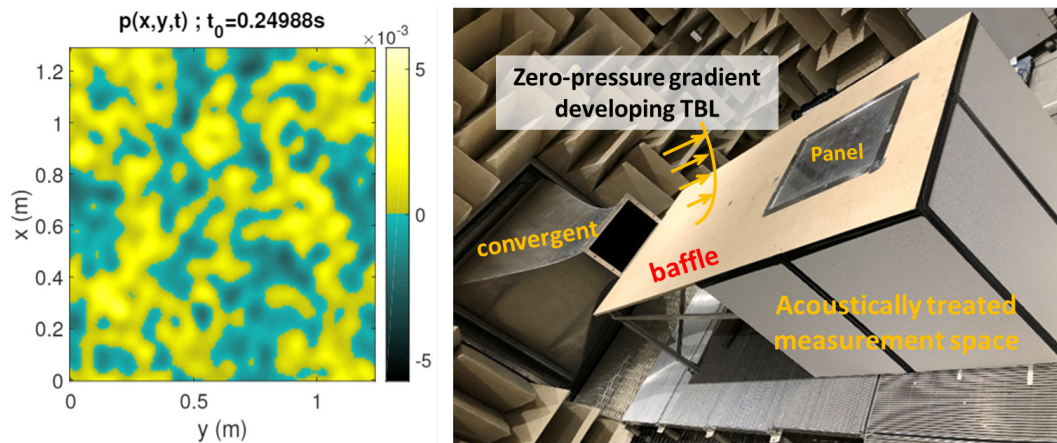 p(x,y,t) ; t₀=0.24988s
×10⁻³
5
0
-5
1.2
1
0.8
0.6
0.4
0.2
0
x (m)
0
0.5
1
y (m)
Zero-pressure gradient
developing TBL
Panel
convergent
baffle
Acoustically treated
measurement space